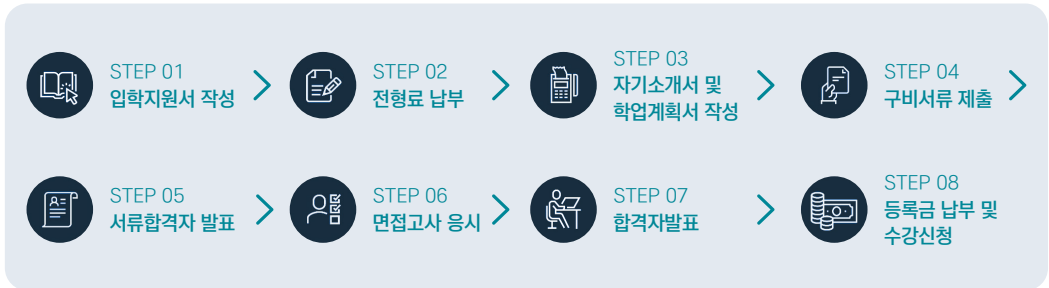 STEP 01
입학지원서 작성
STEP 02
전형료 납부
STEP 03
자기소개서 및
학업계획서 작성
STEP 04
구비서류 제출
STEP 05
서류합격자 발표
STEP 06
면접고사 응시
STEP 07
합격자발표
STEP 08
등록금 납부 및
수강신청